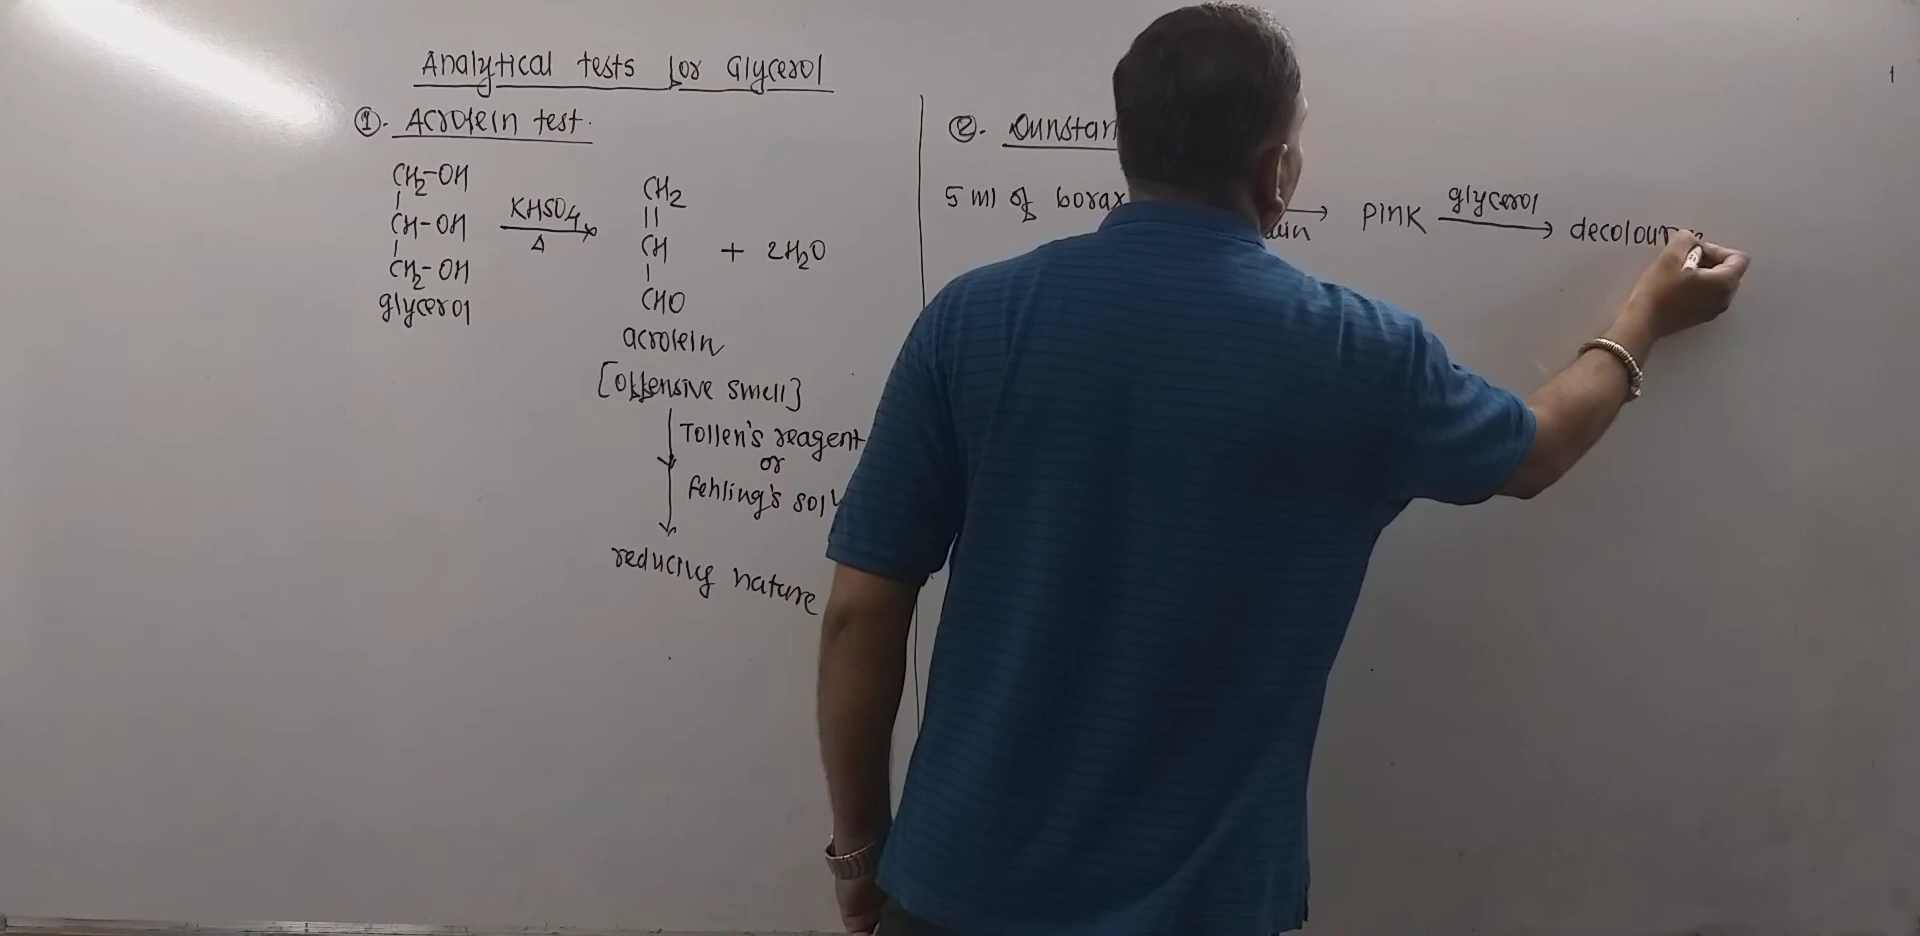 Analytical tests for Glycerol
①. Acrolein test.
CH2-OH
CH-OH
CH2-OH
glycerol
KHSO4
Δ
CH2
CH
CHO
+ 2H2O
acrolein
[offensive smell]
Tollen's reagent
or
Fehling's sol
reducing nature
②. Dunstan
5 ml of borax
→ Pink
glycerol
→
1